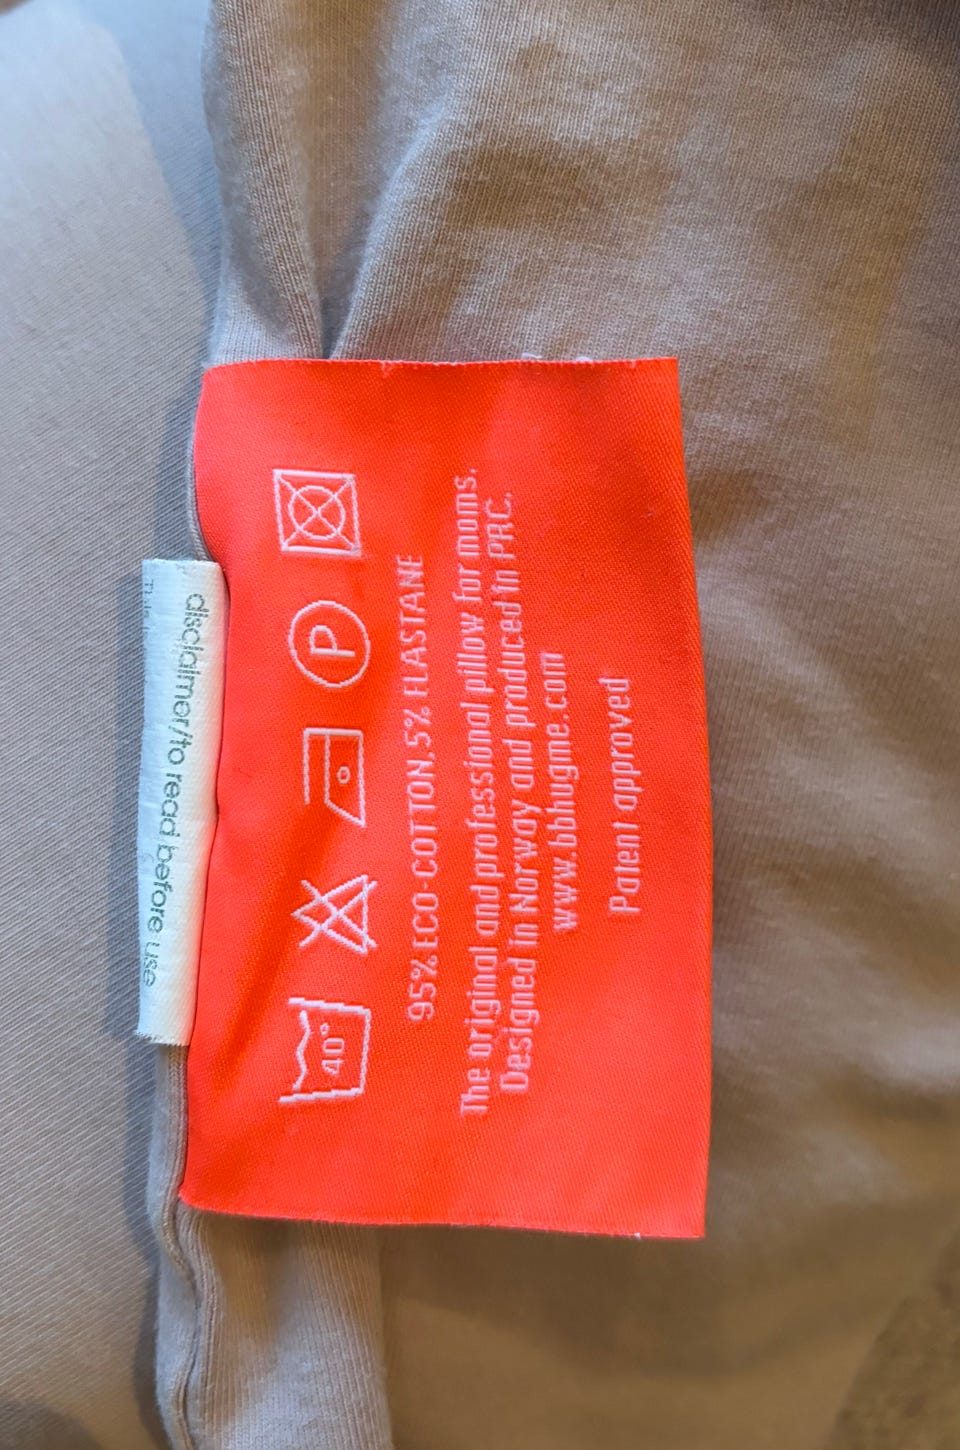 40°
P
95% ECO-COTTON, 5% ELASTANE
The original and professional pillow for moms.
Designed in Norway and produced in PRC.
www.bbhugme.com
Patent approved
disclaimer/to read before use